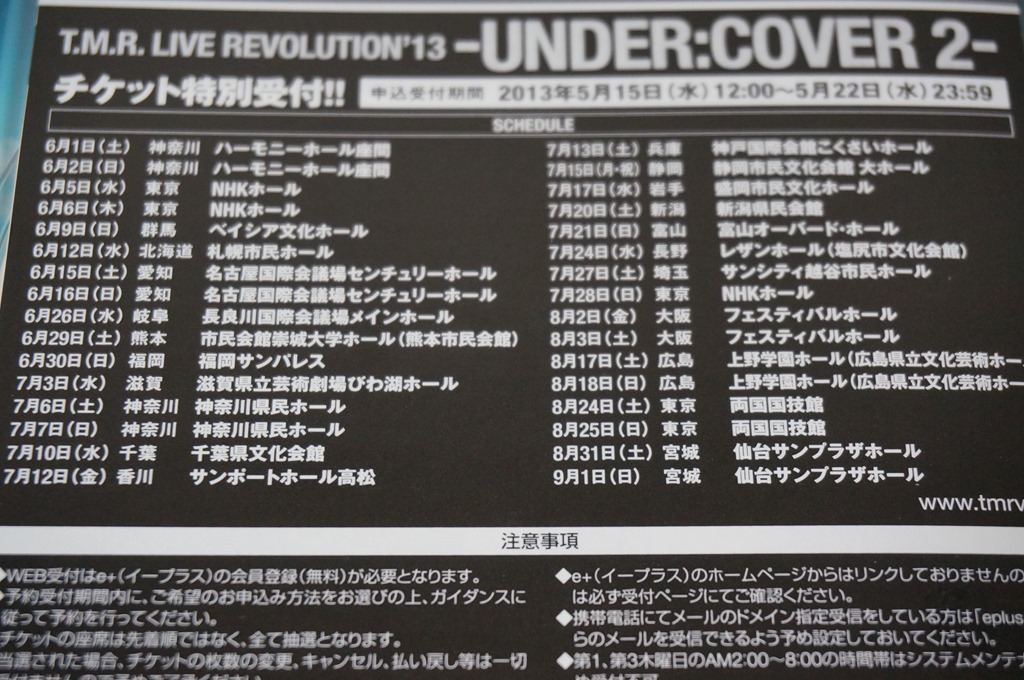 T.M.R. LIVE REVOLUTION'13 -UNDER:COVER 2-
チケット特別受付!! 申込受付期間 2013年5月15日(水)12:00〜5月22日(水)23:59
SCHEDULE
6月1日(土) 神奈川 ハーモニーホール座間
6月2日(日) 神奈川 ハーモニーホール座間
6月5日(水) 東京 NHKホール
6月6日(木) 東京 NHKホール
6月9日(日) 群馬 ベイシア文化ホール
6月12日(水) 北海道 札幌市民ホール
6月15日(土) 愛知 名古屋国際会議場センチュリーホール
6月16日(日) 愛知 名古屋国際会議場センチュリーホール
6月26日(水) 岐阜 長良川国際会議場メインホール
6月29日(土) 熊本 市民会館崇城大学ホール(熊本市民会館)
6月30日(日) 福岡 福岡サンパレス
7月3日(水) 滋賀 滋賀県立芸術劇場びわ湖ホール
7月6日(土) 神奈川 神奈川県民ホール
7月7日(日) 神奈川 神奈川県民ホール
7月10日(水) 千葉 千葉県文化会館
7月12日(金) 香川 サンポートホール高松
7月13日(土) 兵庫 神戸国際会館こくさいホール
7月15日(月・祝) 静岡 静岡市民文化会館 大ホール
7月17日(水) 岩手 盛岡市民文化ホール
7月20日(土) 新潟 新潟県民会館
7月21日(日) 富山 富山オーバード・ホール
7月24日(水) 長野 レザンホール(塩尻市文化会館)
7月27日(土) 埼玉 サンシティ越谷市民ホール
7月28日(日) 東京 NHKホール
8月2日(金) 大阪 フェスティバルホール
8月3日(土) 大阪 フェスティバルホール
8月17日(土) 広島 上野学園ホール(広島県立文化芸術ホー
8月18日(日) 広島 上野学園ホール(広島県立文化芸術ホー
8月24日(土) 東京 両国国技館
8月25日(日) 東京 両国国技館
8月31日(土) 宮城 仙台サンプラザホール
9月1日(日) 宮城 仙台サンプラザホール
www.tmrv
注意事項
◆WEB受付はe+(イープラス)の会員登録(無料)が必要となります。
◆予約受付期間内に、ご希望のお申込み方法をお選びの上、ガイダンスに
従って予約を行ってください。
チケットの座席は先着順ではなく、全て抽選となります。
当選された場合、チケットの枚数の変更、キャンセル、払い戻し等は一切
◆e+(イープラス)のホームページからはリンクしておりませんの
は必ず受付ページにてご確認ください。
◆携帯電話にてメールのドメイン指定受信をしている方は「eplus
らのメールを受信できるよう予め設定しておいてください。
◆第1、第3木曜日のAM2:00〜8:00の時間帯はシステムメンテ